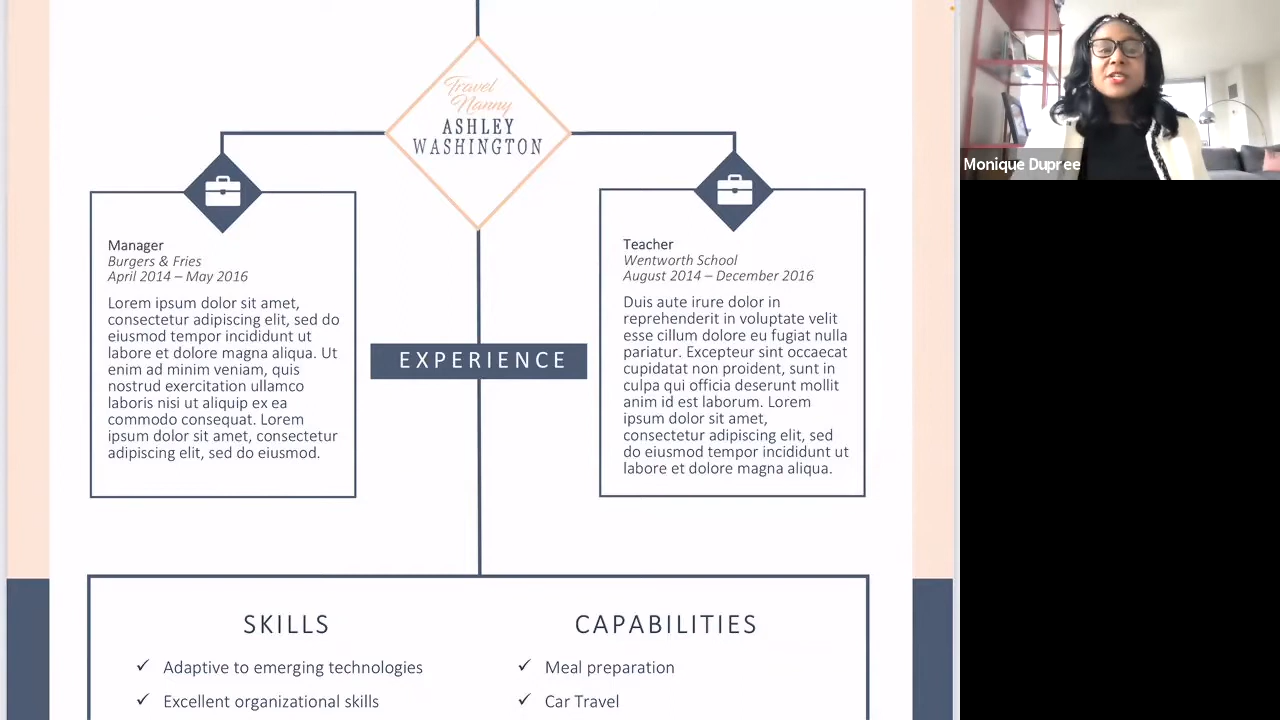 Travel
Nanny
ASHLEY
WASHINGTON
Manager
Burgers & Fries
April 2014 – May 2016
Lorem ipsum dolor sit amet,
consectetur adipiscing elit, sed do
eiusmod tempor incididunt ut
labore et dolore magna aliqua. Ut
enim ad minim veniam, quis
nostrud exercitation ullamco
laboris nisi ut aliquip ex ea
commodo consequat. Lorem
ipsum dolor sit amet, consectetur
adipiscing elit, sed do eiusmod.
EXPERIENCE
Teacher
Wentworth School
August 2014 – December 2016
Duis aute irure dolor in
reprehenderit in voluptate velit
esse cillum dolore eu fugiat nulla
pariatur. Excepteur sint occaecat
cupidatat non proident, sunt in
culpa qui officia deserunt mollit
anim id est laborum. Lorem
ipsum dolor sit amet,
consectetur adipiscing elit, sed
do eiusmod tempor incididunt ut
labore et dolore magna aliqua.
SKILLS
✓ Adaptive to emerging technologies
✓ Excellent organizational skills
CAPABILITIES
✓ Meal preparation
✓ Car Travel
Monique Dupree